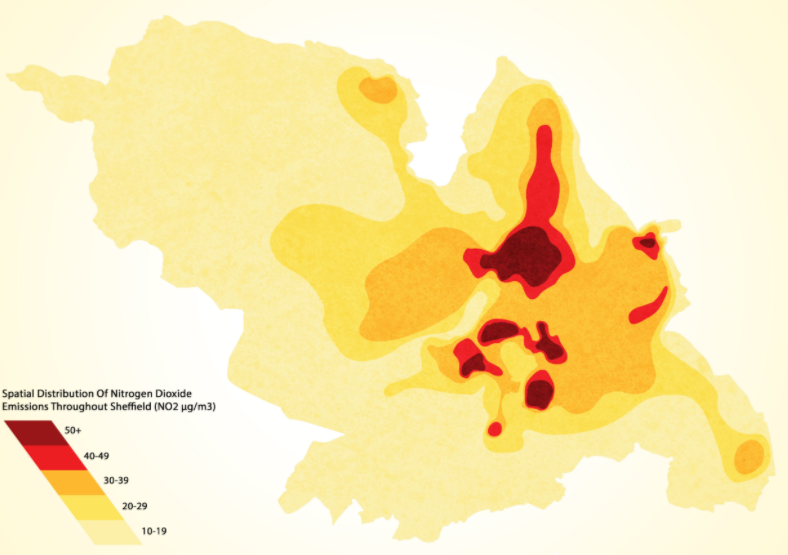 Spatial Distribution Of Nitrogen Dioxide
Emissions Throughout Sheffield (NO2 µg/m3)
50+
40-49
30-39
20-29
10-19